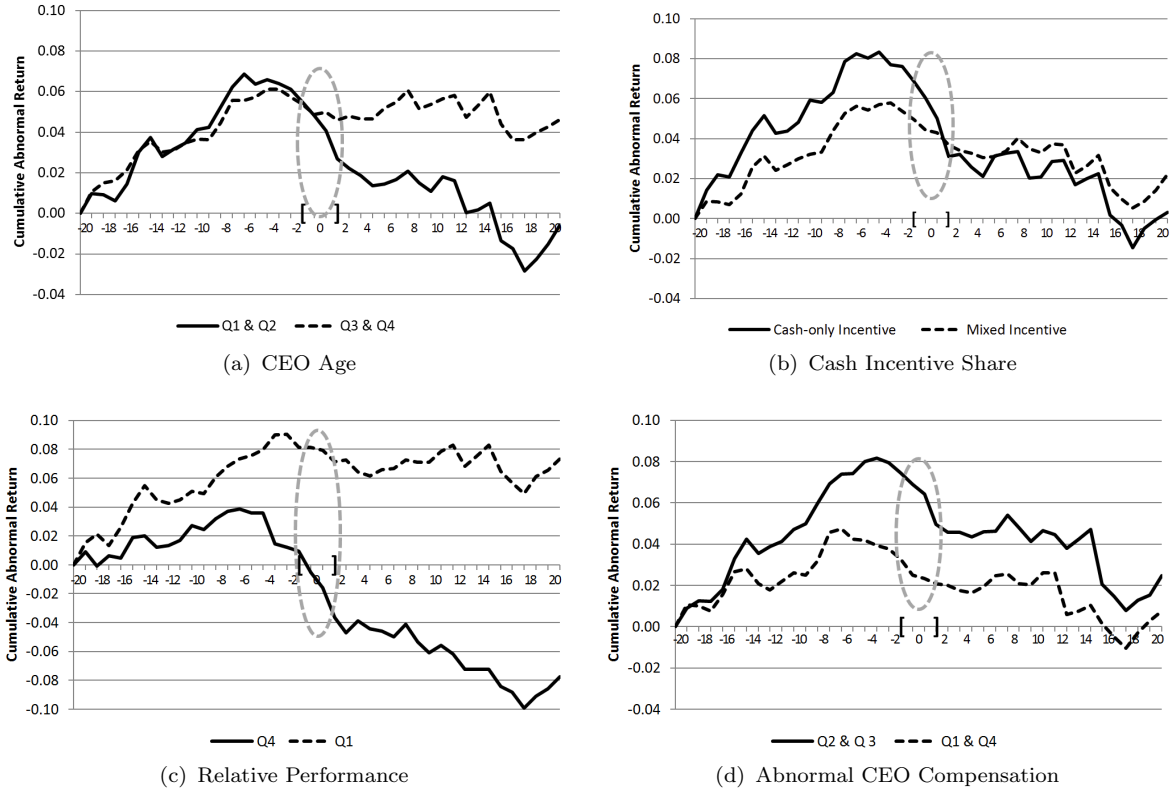 0.10
0.08
0.06
0.04
0.02
0.00
-0.02
-0.04
Cumulative Abnormal Return
-20 -18 -16 -14 -12 -10 -8 -6 -4 -2 0 2 4 6 8 10 12 14 16 18 20
[ ]
Q1 & Q2 Q3 & Q4
(a) CEO Age
0.10
0.08
0.06
0.04
0.02
0.00
-0.02
-0.04
Cumulative Abnormal Return
-20 -18 -16 -14 -12 -10 -8 -6 -4 -2 0 2 4 6 8 10 12 14 16 18 20
[ ]
Cash-only Incentive Mixed Incentive
(b) Cash Incentive Share
0.10
0.08
0.06
0.04
0.02
0.00
-0.02
-0.04
-0.06
-0.08
-0.10
Cumulative Abnormal Return
-20 -18 -16 -14 -12 -10 -8 -6 -4 -2 0 2 4 6 8 10 12 14 16 18 20
[ ]
Q4 Q1
(c) Relative Performance
0.10
0.08
0.06
0.04
0.02
0.00
-0.02
-0.04
Cumulative Abnormal Return
-20 -18 -16 -14 -12 -10 -8 -6 -4 -2 0 2 4 6 8 10 12 14 16 18 20
[ ]
Q2 & Q 3 Q1 & Q4
(d) Abnormal CEO Compensation